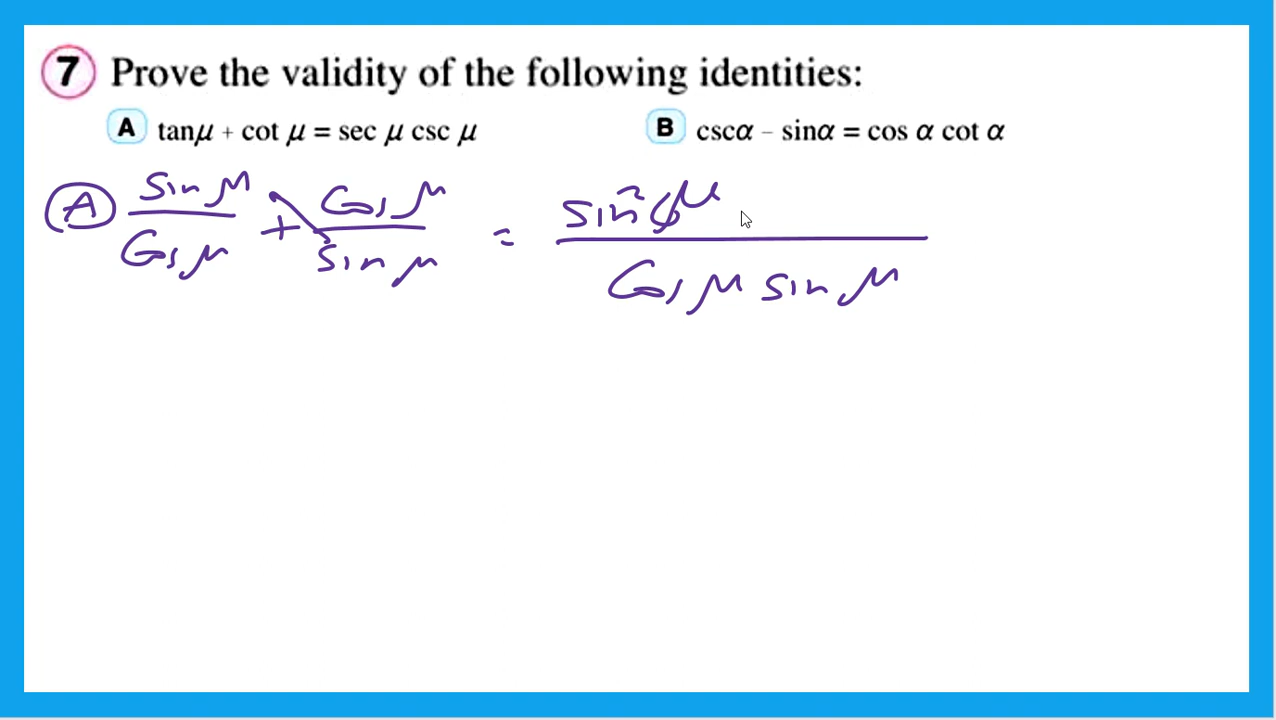 7 Prove the validity of the following identities:
A tanμ + cot μ = sec μ csc μ B cscα – sinα = cos α cot α
A sin μ / cos μ + cos μ / sin μ = sin² μ / cos μ sin μ